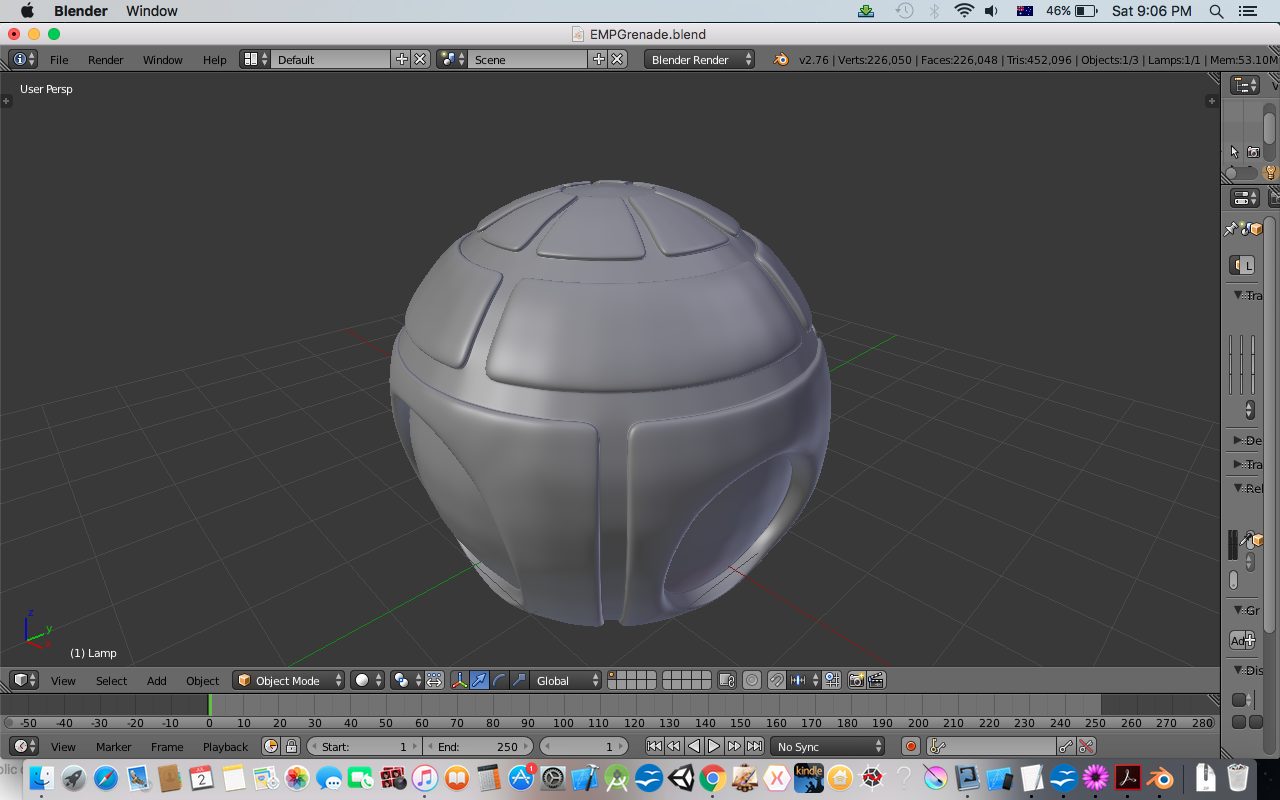 Blender Window 46% Sat 9:06 PM
EMPGrenade.blend
File Render Window Help Default Scene Blender Render v2.76 | Verts:226,050 | Faces:226,048 | Tris:452,096 | Objects:1/3 | Lamps:1/1 | Mem:53.10M
User Persp
L
Tra
De
Tra
Rel
Gr
Ad
Dis
z
y
(1) Lamp
View Select Add Object Object Mode Global
-50 -40 -30 -20 -10 0 10 20 30 40 50 60 70 80 90 100 110 120 130 140 150 160 170 180 190 200 210 220 230 240 250 260 270 280
View Marker Frame Playback Start: 1 End: 250 1 No Sync
2
1
kindle